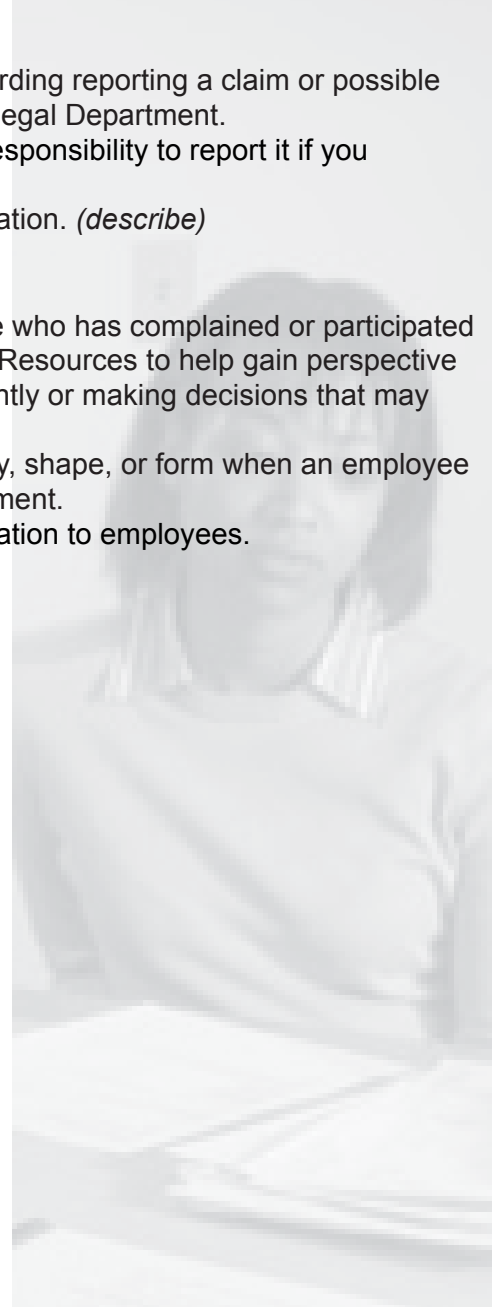 rding reporting a claim or possible
egal Department.
esponsibility to report it if you
ation. (describe)
e who has complained or participated
Resources to help gain perspective
ntly or making decisions that may
y, shape, or form when an employee
ment.
ation to employees.